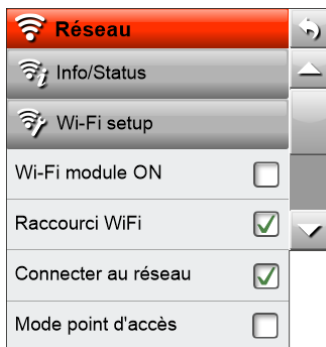 Réseau
Info/Status
Wi-Fi setup
Wi-Fi module ON
Raccourci WiFi
Connecter au réseau
Mode point d'accès